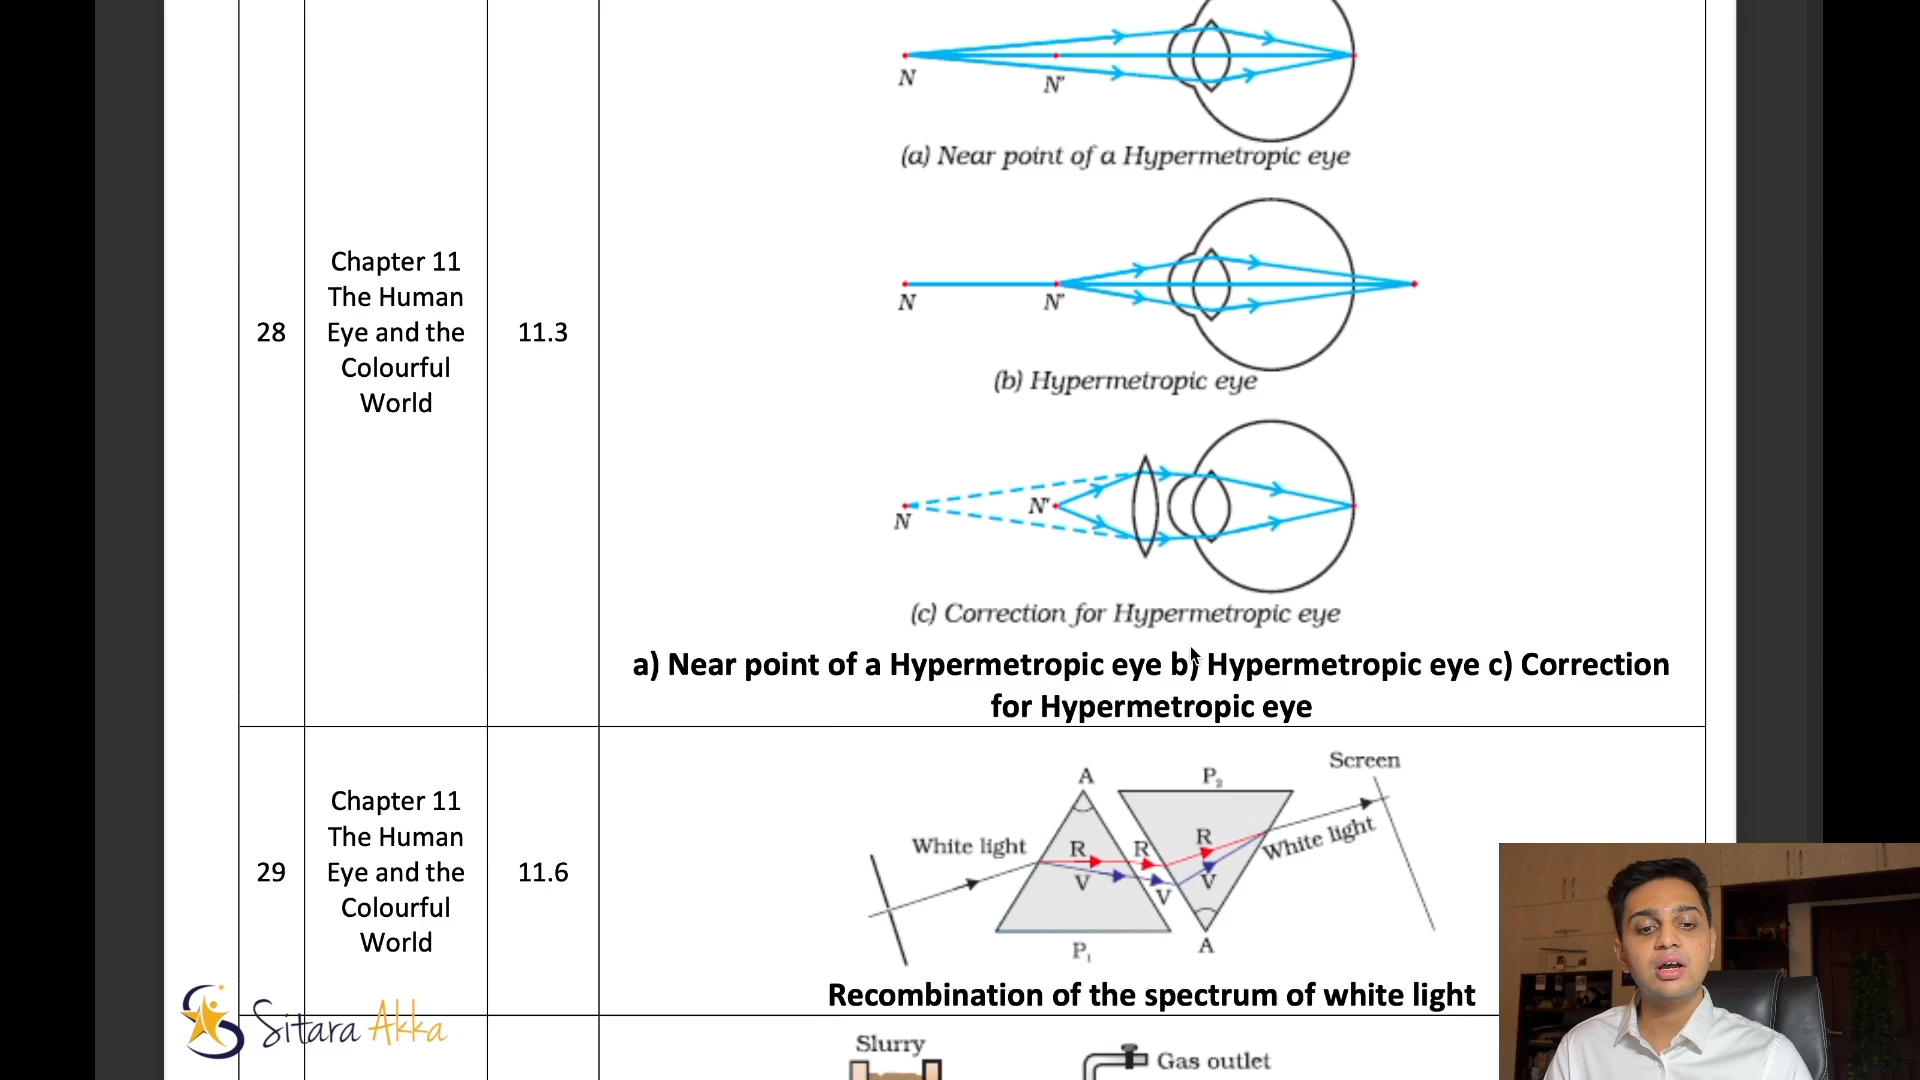 N
N'
(a) Near point of a Hypermetropic eye
N
N'
(b) Hypermetropic eye
N
N'
(c) Correction for Hypermetropic eye
28
Chapter 11
The Human
Eye and the
Colourful
World
11.3
a) Near point of a Hypermetropic eye b) Hypermetropic eye c) Correction
for Hypermetropic eye
29
Chapter 11
The Human
Eye and the
Colourful
World
11.6
Screen
A
P₂
White light
R
R
R
White light
V
V
V
P₁
A
Recombination of the spectrum of white light
Sitara Akka
Slurry
Gas outlet